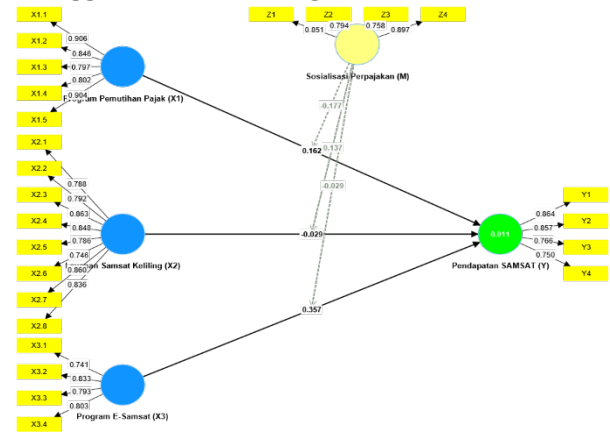 X1.1
X1.2
X1.3
X1.4
X1.5
0.906
0.846
0.797
0.802
0.904
Program Pemutihan Pajak (X1)
Z1
Z2
Z3
Z4
0.851
0.794
0.758
0.897
Sosialisasi Perpajakan (M)
-0.177
0.162
0.137
-0.029
X2.1
X2.2
X2.3
X2.4
X2.5
X2.6
X2.7
X2.8
0.788
0.792
0.863
0.848
0.786
0.746
0.860
0.836
Samsat Keliling (X2)
-0.029
0.911
Pendapatan SAMSAT (Y)
0.864
0.857
0.766
0.750
Y1
Y2
Y3
Y4
0.357
X3.1
X3.2
X3.3
X3.4
0.741
0.833
0.793
0.803
Program E-Samsat (X3)